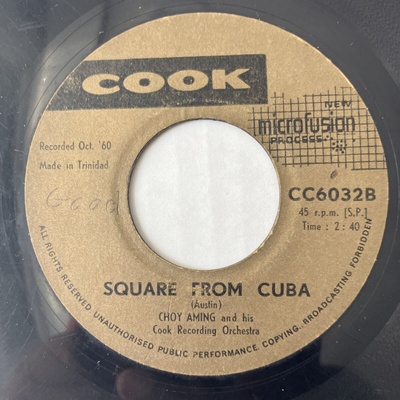 COOK
NEW
microfusion
PROCESS
Recorded Oct. '60
Made in Trinidad
Good
CC6032B
45 r.p.m. [S.P.]
Time : 2 : 40
SQUARE FROM CUBA
(Austin)
CHOY AMING and his
Cook Recording Orchestra
ALL RIGHTS RESERVED UNAUTHORISED PUBLIC PERFORMANCE, COPYING, BROADCASTING FORBIDDEN